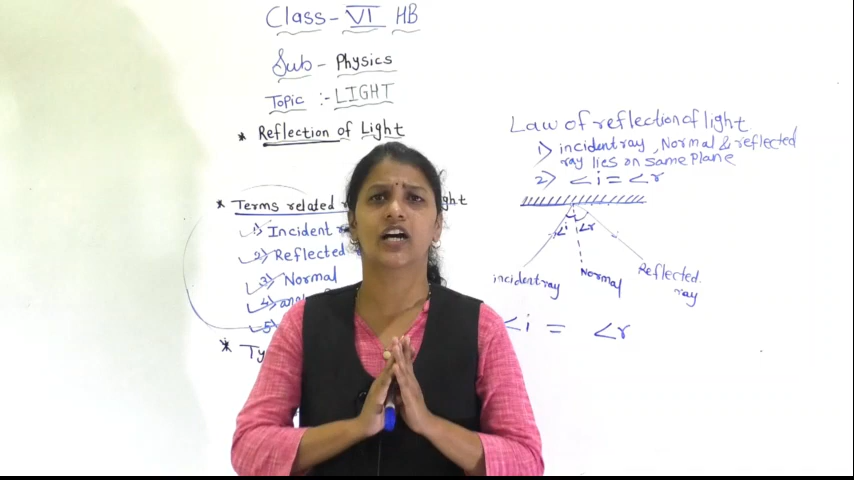 Class - VI HB
Sub - Physics
Topic :- LIGHT
* Reflection of Light
* Terms related
1) Incident
2) Reflected
3) Normal
4)
5)
*
Law of reflection of light
1) incident ray, Normal & reflected
ray lies on same plane
2) ∠i = ∠r
∠i ∠r
incident ray
Normal
Reflected
ray
∠i = ∠r